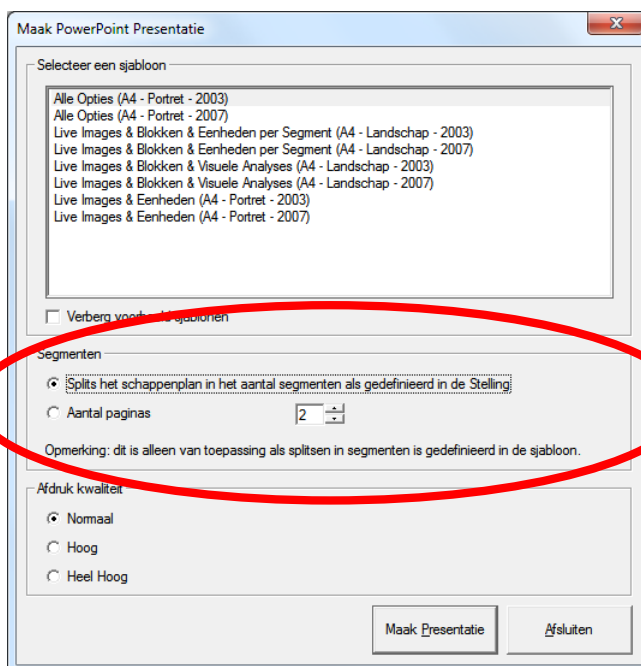 Maak PowerPoint Presentatie
Selecteer een sjabloon
Alle Opties (A4 - Portret - 2003)
Alle Opties (A4 - Portret - 2007)
Live Images & Blokken & Eenheden per Segment (A4 - Landschap - 2003)
Live Images & Blokken & Eenheden per Segment (A4 - Landschap - 2007)
Live Images & Blokken & Visuele Analyses (A4 - Landschap - 2003)
Live Images & Blokken & Visuele Analyses (A4 - Landschap - 2007)
Live Images & Eenheden (A4 - Portret - 2003)
Live Images & Eenheden (A4 - Portret - 2007)
Verberg voorbeeld sjablonen
Segmenten
Splits het schappenplan in het aantal segmenten als gedefinieerd in de Stelling
Aantal paginas 2
Opmerking: dit is alleen van toepassing als splitsen in segmenten is gedefinieerd in de sjabloon.
Afdruk kwaliteit
Normaal
Hoog
Heel Hoog
Maak Presentatie Afsluiten